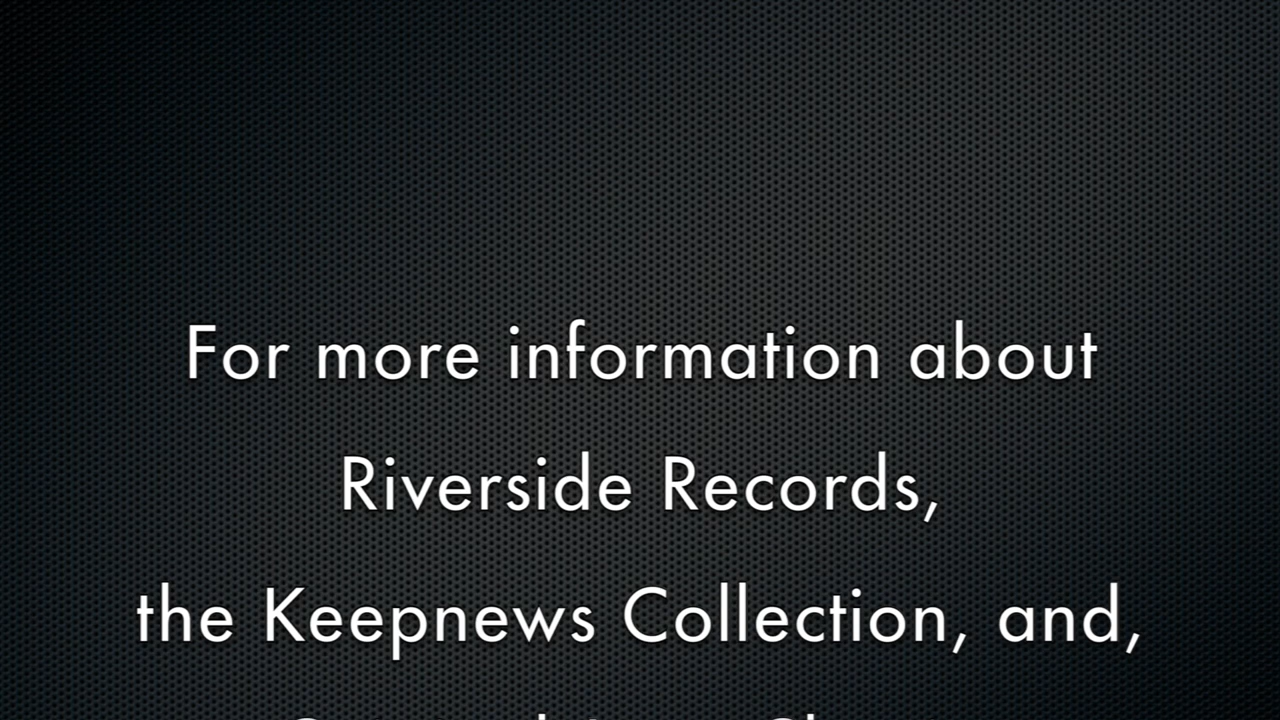 For more information about
Riverside Records,
the Keepnews Collection, and,